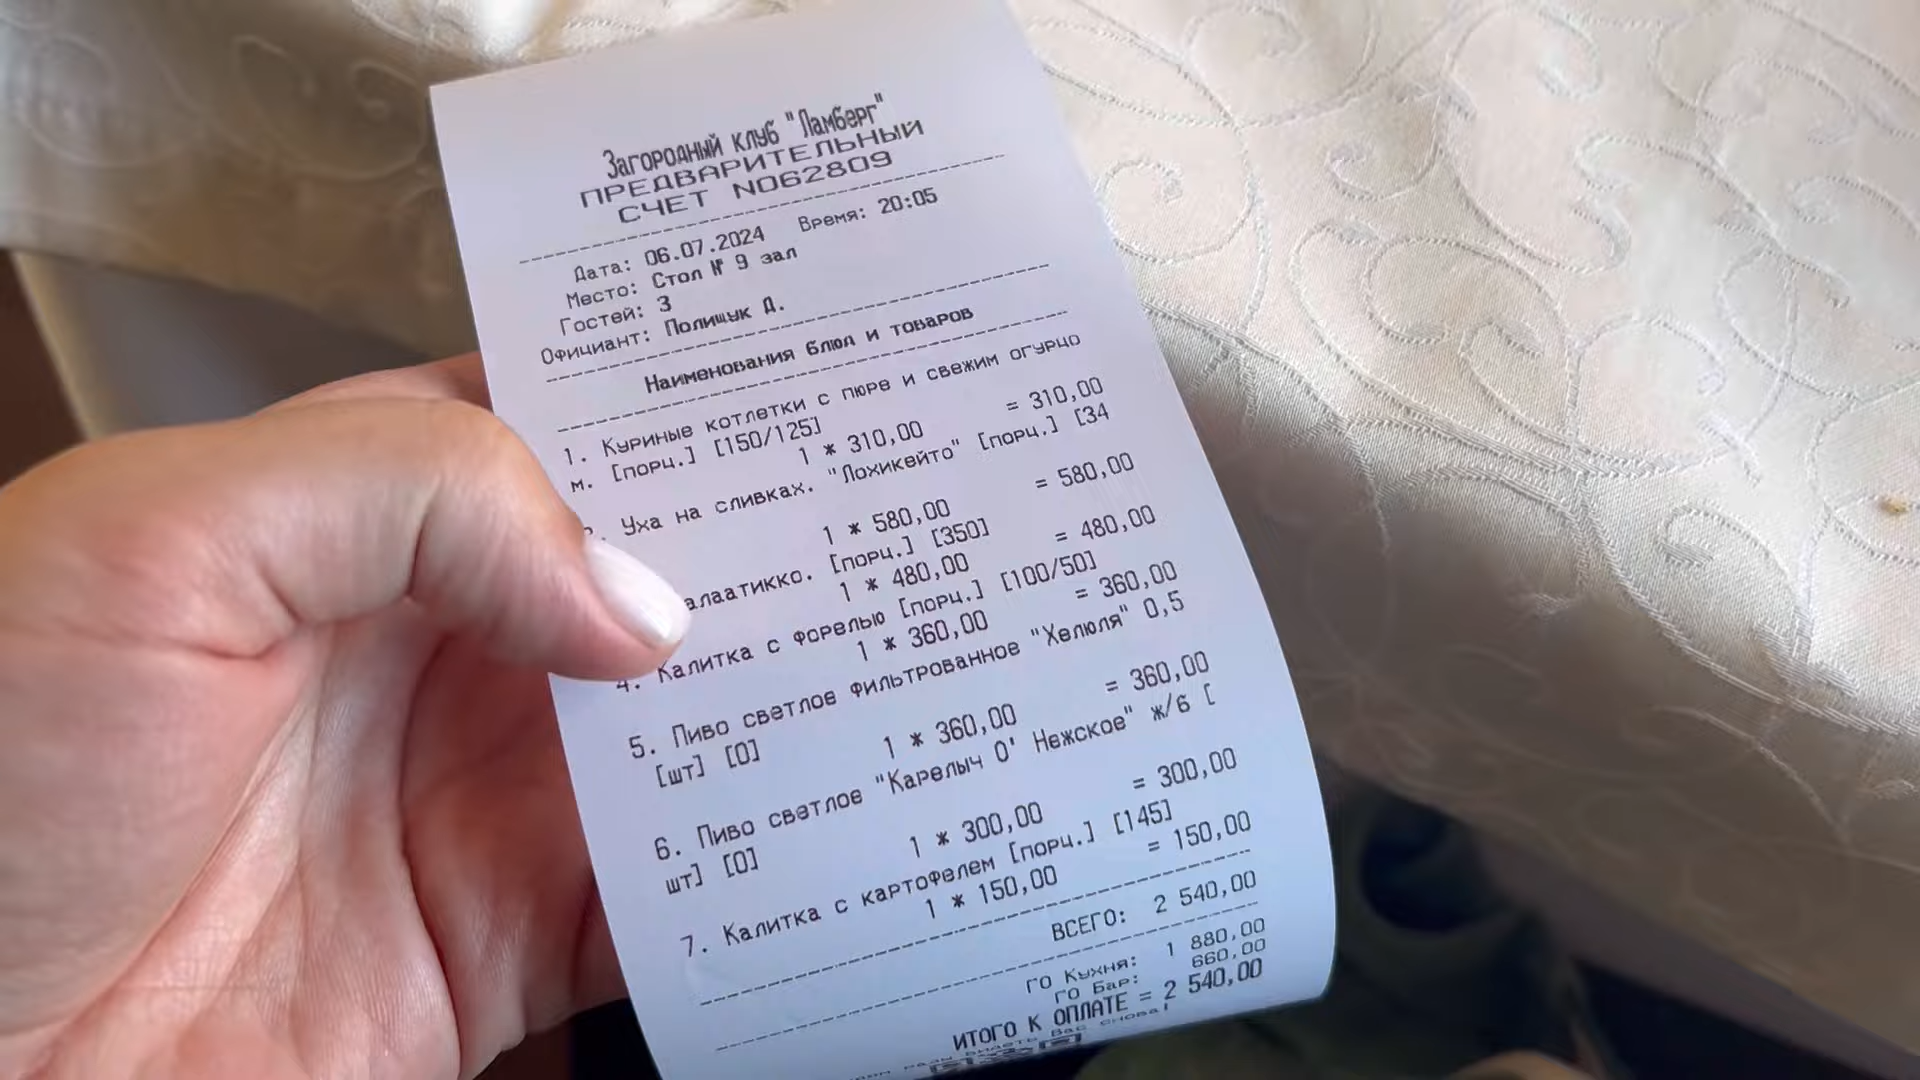 Загородный клуб "Ламберг"
ПРЕДВАРИТЕЛЬНЫЙ
СЧЕТ N062809
Дата: 06.07.2024 Время: 20:05
Место: Стол № 9 зал
Гостей: 3
Официант: Полищук Д.
Наименования блюд и товаров
1. Куриные котлетки с пюре и свежим огурцо
м. [порц.] [150/125]
1 * 310,00 = 310,00
Уха на сливках. "Лохикейто" [порц.] [34
1 * 580,00 = 580,00
алаатикко. [порц.] [350]
1 * 480,00 = 480,00
4. Калитка с форелью [порц.] [100/50]
1 * 360,00 = 360,00
5. Пиво светлое фильтрованное "Хелюля" 0,5
[шт] [0]
1 * 360,00 = 360,00
6. Пиво светлое "Карелыч О' Нежское" ж/б [
шт] [0]
1 * 300,00 = 300,00
7. Калитка с картофелем [порц.] [145]
1 * 150,00 = 150,00
ВСЕГО: 2 540,00
ГО Кухня: 1 880,00
ГО Бар: 660,00
ИТОГО К ОПЛАТЕ = 2 540,00
видеть Вас снова!